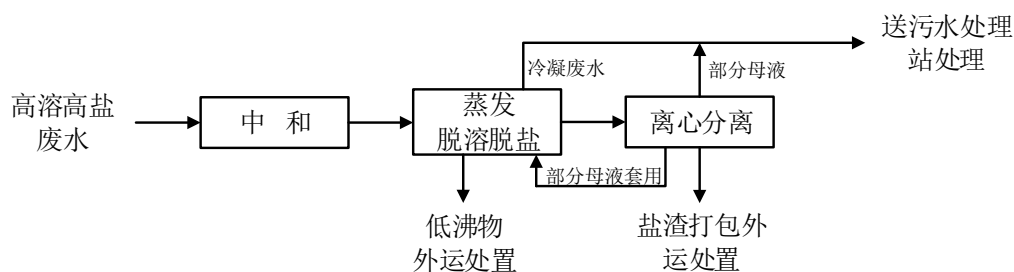 送污水处理
站处理
冷凝废水
部分母液
高溶高盐
废水
中 和
蒸发
脱溶脱盐
离心分离
部分母液套用
低沸物
外运处置
盐渣打包外
运处置